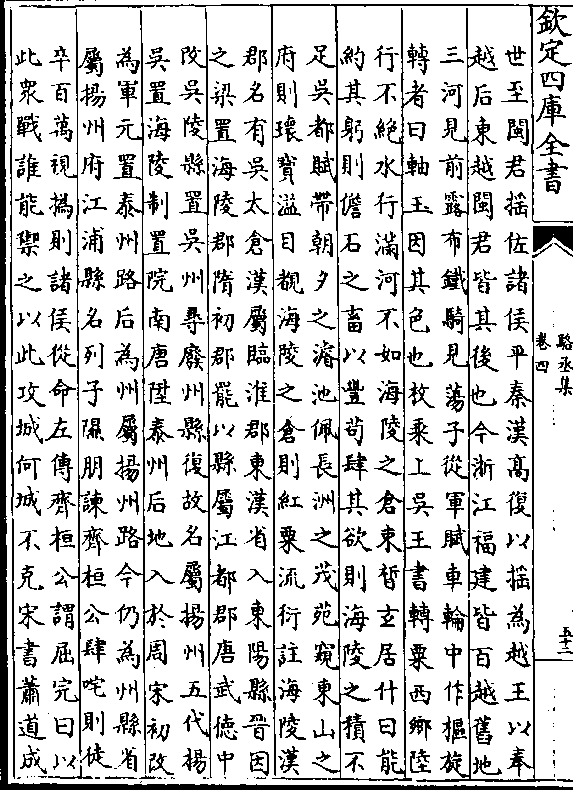 欽定四庫全書
駱丞集
卷四
五十二
世至閩君搖佐諸侯平秦漢高復以搖為越王以奉
越后東越閩君皆其後也今浙江福建皆百越舊地
三河見前露布鐵騎見蕩子從軍賦車輪中作樞旋
轉者曰軸玉因其色也枚乘上吳王書轉粟西鄉陸
行不絶水行滿河不如海陵之倉束晳玄居什曰能
約其躬則儋石之畜以豐苟肆其欲則海陵之積不
足吳都賦帶朝夕之濬池佩長洲之茂苑窺東山之
府則瓌寶溢目覩海陵之倉則紅粟流衍註海陵漢
郡名有吳太倉漢屬臨淮郡東漢省入東陽縣晉因
之梁置海陵郡隋初郡罷以縣屬江都郡唐武徳中
改吳陵縣置吳州尋廢州縣復故名屬揚州五代揚
吳置海陵制置院南唐陞泰州后地入於周宋初改
為軍元置泰州路后為州屬揚州路今仍為州縣省
屬揚州府江浦縣名列子隰朋諫齊桓公肆咤則徒
卒百萬視撝則諸侯從命左傳齊桓公謂屈完曰以
此衆戰誰能禦之以此攻城何城不克宋書蕭道成